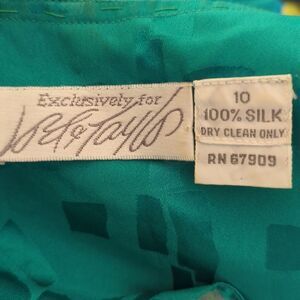 Exclusively for
Lord & Taylor
10
100% SILK
DRY CLEAN ONLY
RN 67909